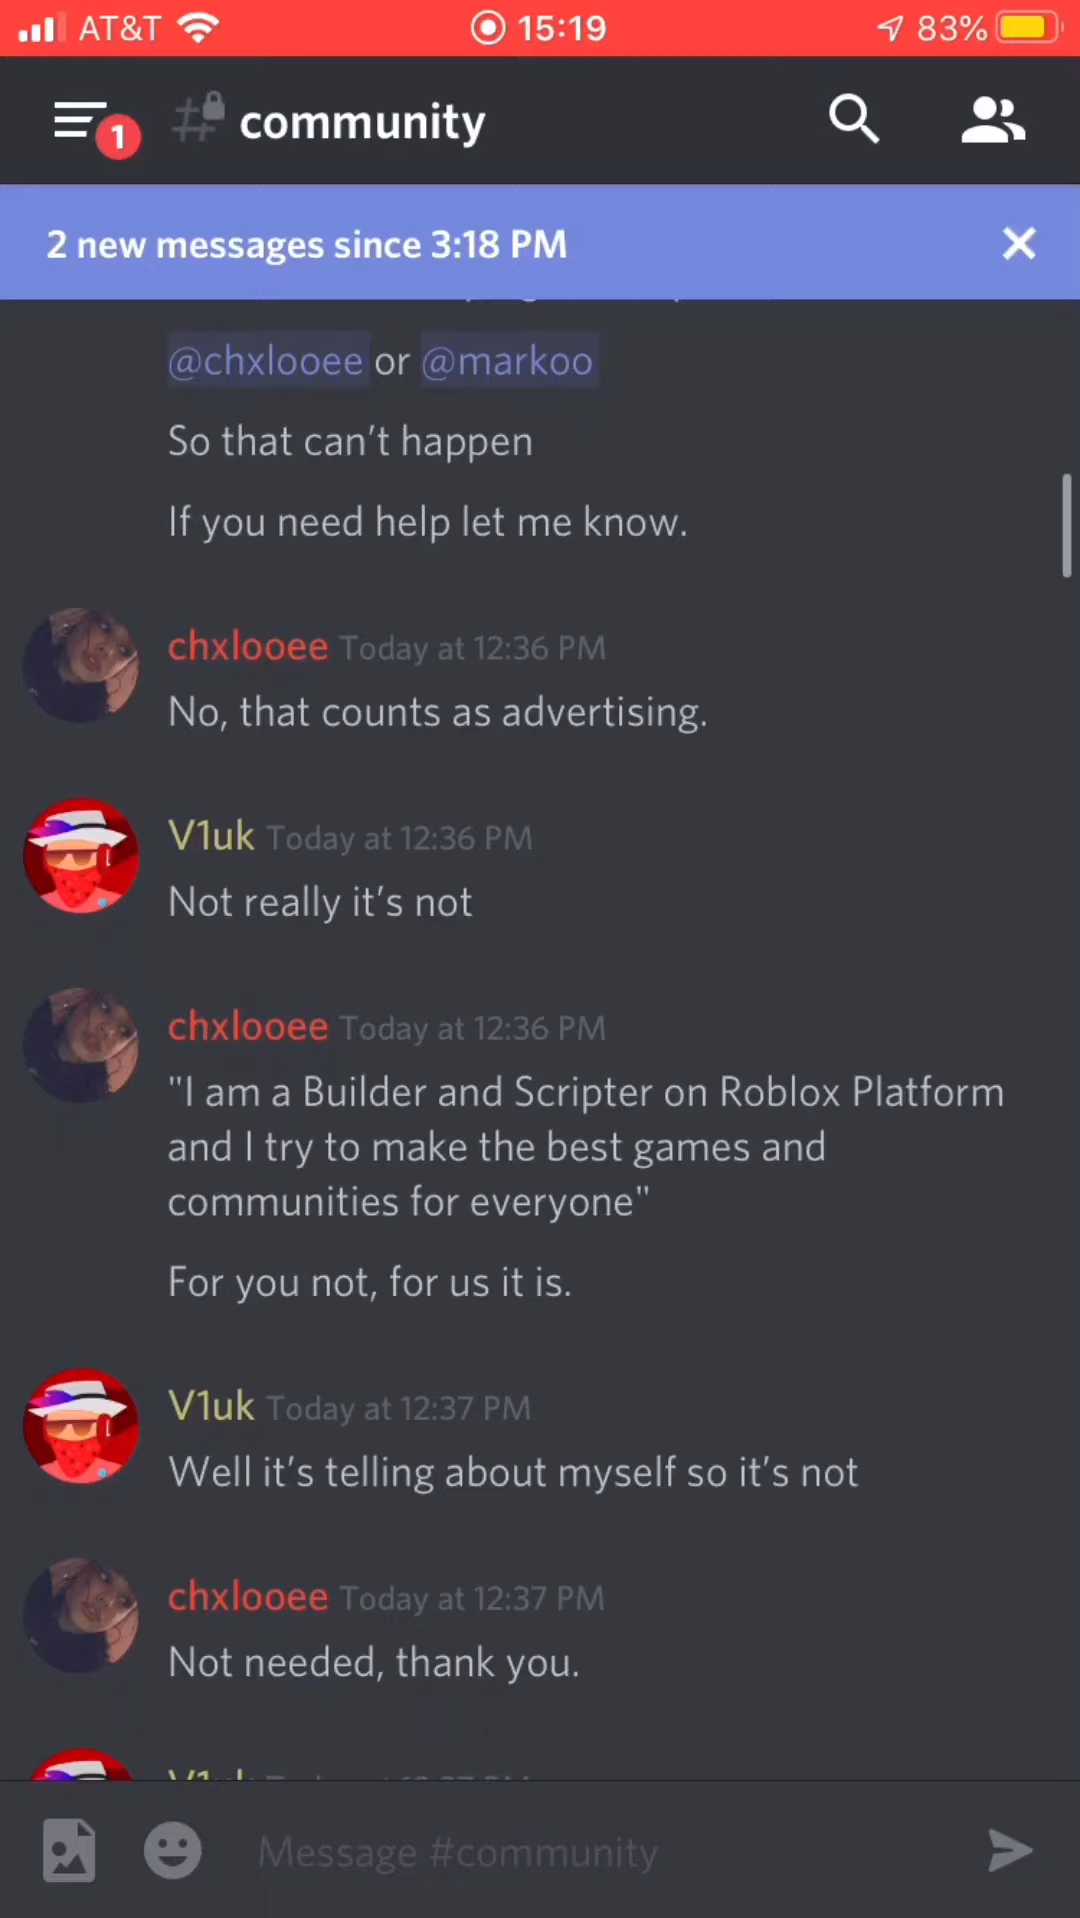 AT&T 15:19 83%
1 community
2 new messages since 3:18 PM
@chxlooee or @markoo
So that can't happen
If you need help let me know.
chxlooee Today at 12:36 PM
No, that counts as advertising.
V1uk Today at 12:36 PM
Not really it's not
chxlooee Today at 12:36 PM
"I am a Builder and Scripter on Roblox Platform
and I try to make the best games and
communities for everyone"
For you not, for us it is.
V1uk Today at 12:37 PM
Well it's telling about myself so it's not
chxlooee Today at 12:37 PM
Not needed, thank you.
Message #community